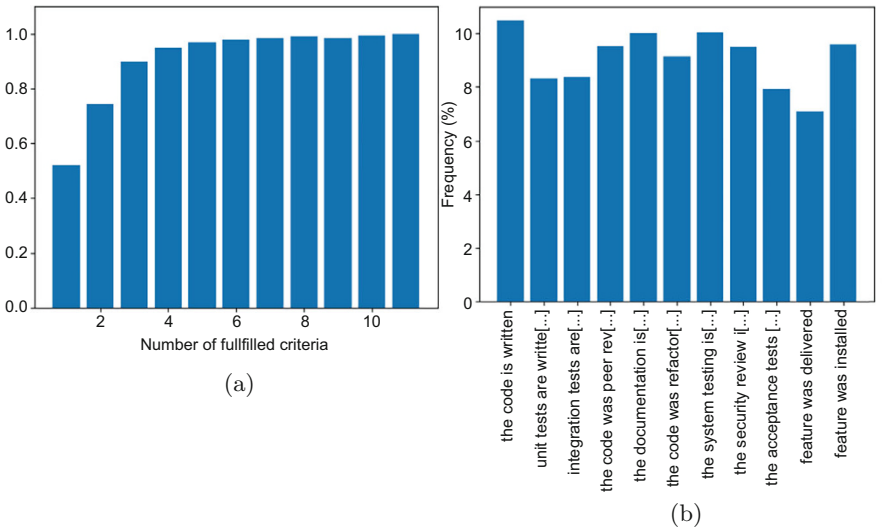 1.0
0.8
0.6
0.4
0.2
0.0
2 4 6 8 10
Number of fullfilled criteria
(a)
Frequency (%)
10
8
6
4
2
0
the code is written
unit tests are writte[...]
integration tests are[...]
the code was peer rev[...]
the documentation is[...]
the code was refactor[...]
the system testing is[...]
the security review i[...]
the acceptance tests [...]
feature was delivered
feature was installed
(b)